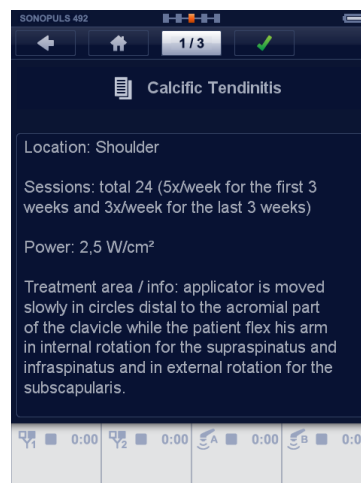 SONOPULS 492
1/3
Calcific Tendinitis
Location: Shoulder
Sessions: total 24 (5x/week for the first 3
weeks and 3x/week for the last 3 weeks)
Power: 2,5 W/cm²
Treatment area / info: applicator is moved
slowly in circles distal to the acromial part
of the clavicle while the patient flex his arm
in internal rotation for the supraspinatus and
infraspinatus and in external rotation for the
subscapularis.
Y1 0:00 Y2 0:00 A 0:00 B 0:0